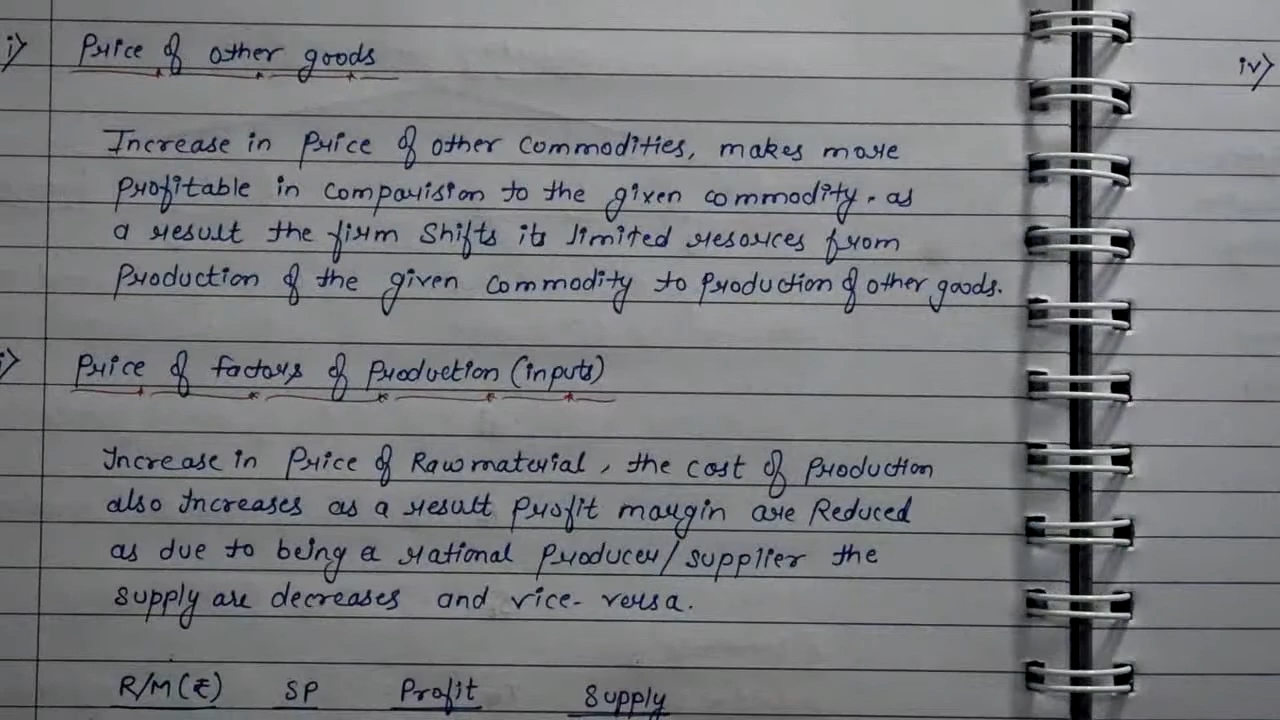 i) Price of other goods
iv)
Increase in Price of other Commodities, makes more
Profitable in Comparision to the given commodity. as
a result the firm Shifts its limited resorces from
Production of the given Commodity to Production of other goods.
i) Price of factors of Production (inputs)
Increase in Price of Raw material, the cost of Production
also Increases as a result Profit margin are Reduced
as due to being a rational Producer/supplier the
Supply are decreases and vice-versa.
R/M(₹) SP Profit Supply